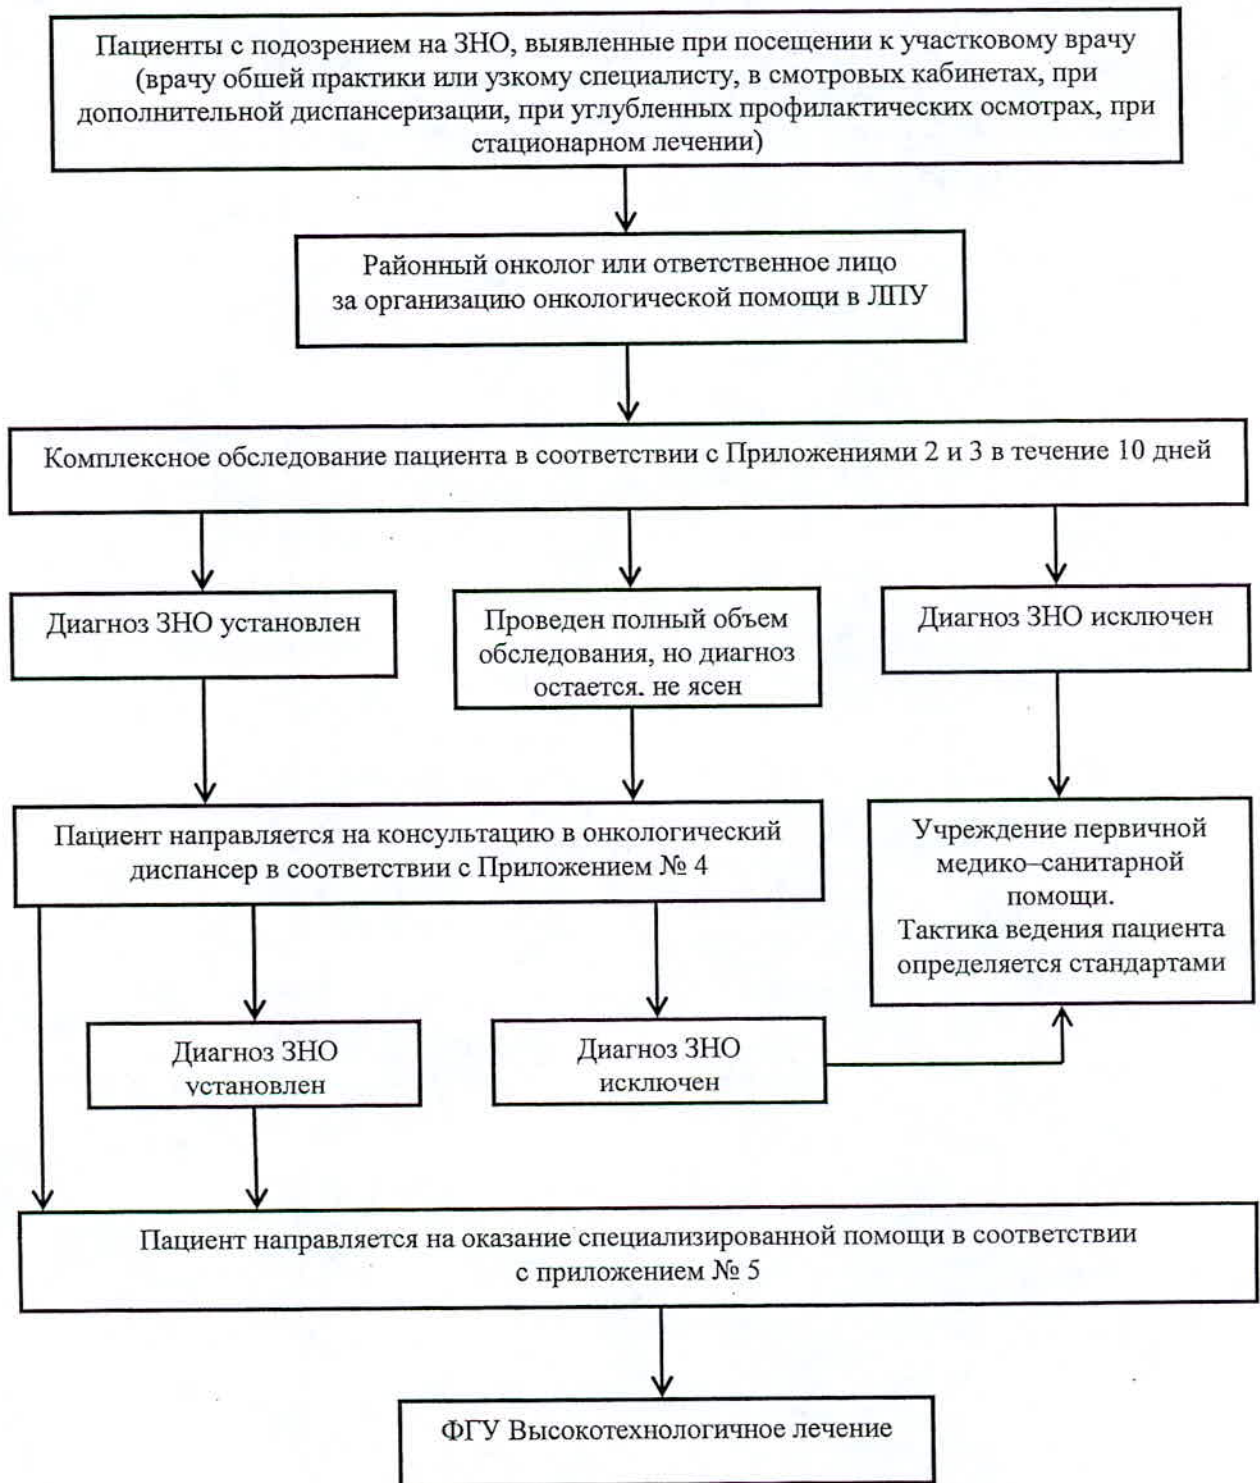 Пациенты с подозрением на ЗНО, выявленные при посещении к участковому врачу
(врачу обшей практики или узкому специалисту, в смотровых кабинетах, при
дополнительной диспансеризации, при углубленных профилактических осмотрах, при
стационарном лечении)
Районный онколог или ответственное лицо
за организацию онкологической помощи в ЛПУ
Комплексное обследование пациента в соответствии с Приложениями 2 и 3 в течение 10 дней
Диагноз ЗНО установлен
Проведен полный объем
обследования, но диагноз
остается. не ясен
Диагноз ЗНО исключен
Пациент направляется на консультацию в онкологический
диспансер в соответствии с Приложением № 4
Учреждение первичной
медико–санитарной
помощи.
Тактика ведения пациента
определяется стандартами
Диагноз ЗНО
установлен
Диагноз ЗНО
исключен
Пациент направляется на оказание специализированной помощи в соответствии
с приложением № 5
ФГУ Высокотехнологичное лечение